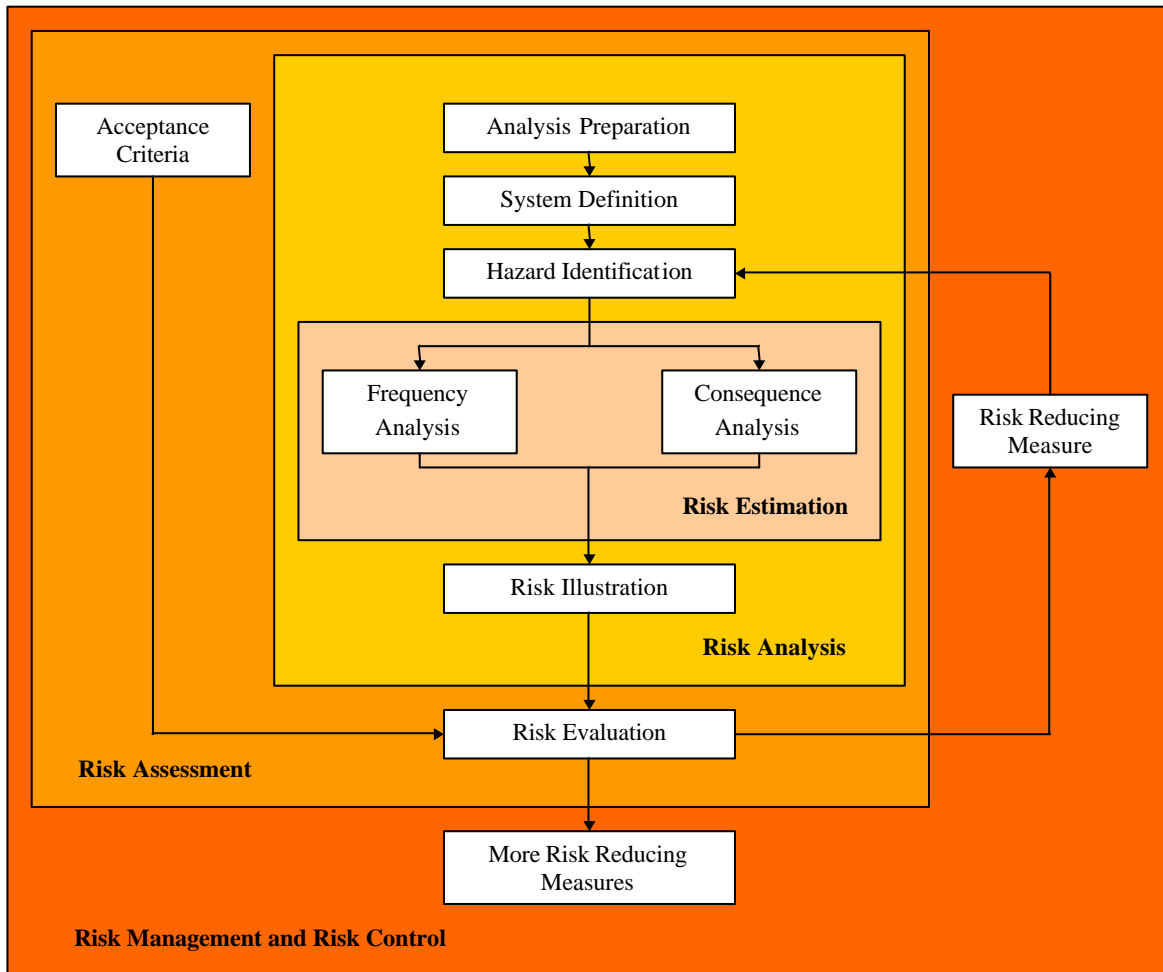 Acceptance
Criteria
Analysis Preparation
System Definition
Hazard Identification
Frequency
Analysis
Consequence
Analysis
Risk Reducing
Measure
Risk Estimation
Risk Illustration
Risk Analysis
Risk Evaluation
Risk Assessment
More Risk Reducing
Measures
Risk Management and Risk Control